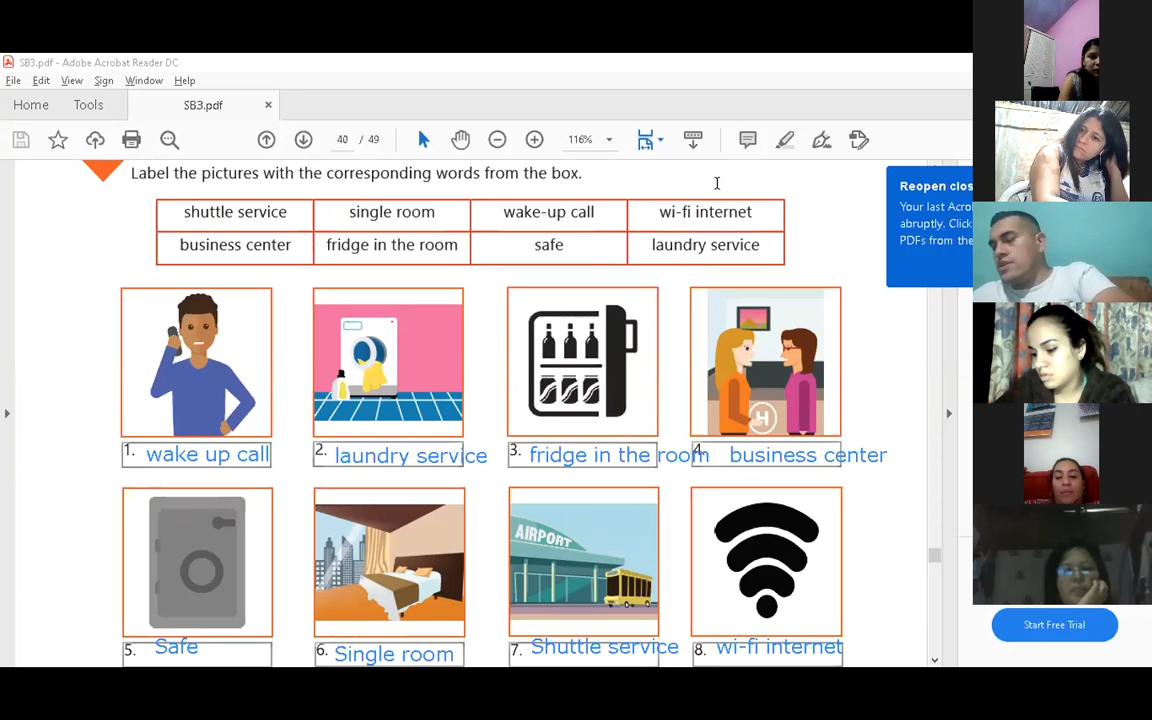 SB3.pdf - Adobe Acrobat Reader DC
File Edit View Sign Window Help
Home Tools SB3.pdf ×
40 / 49 116%
Label the pictures with the corresponding words from the box.
shuttle service single room wake-up call wi-fi internet
business center fridge in the room safe laundry service
Reopen clos
Your last Acro
abruptly. Click
PDFs from the
1. wake up call 2. laundry service 3. fridge in the room 4. business center
AIRPORT
H
5. Safe 6. Single room 7. Shuttle service 8. wi-fi internet
Start Free Trial